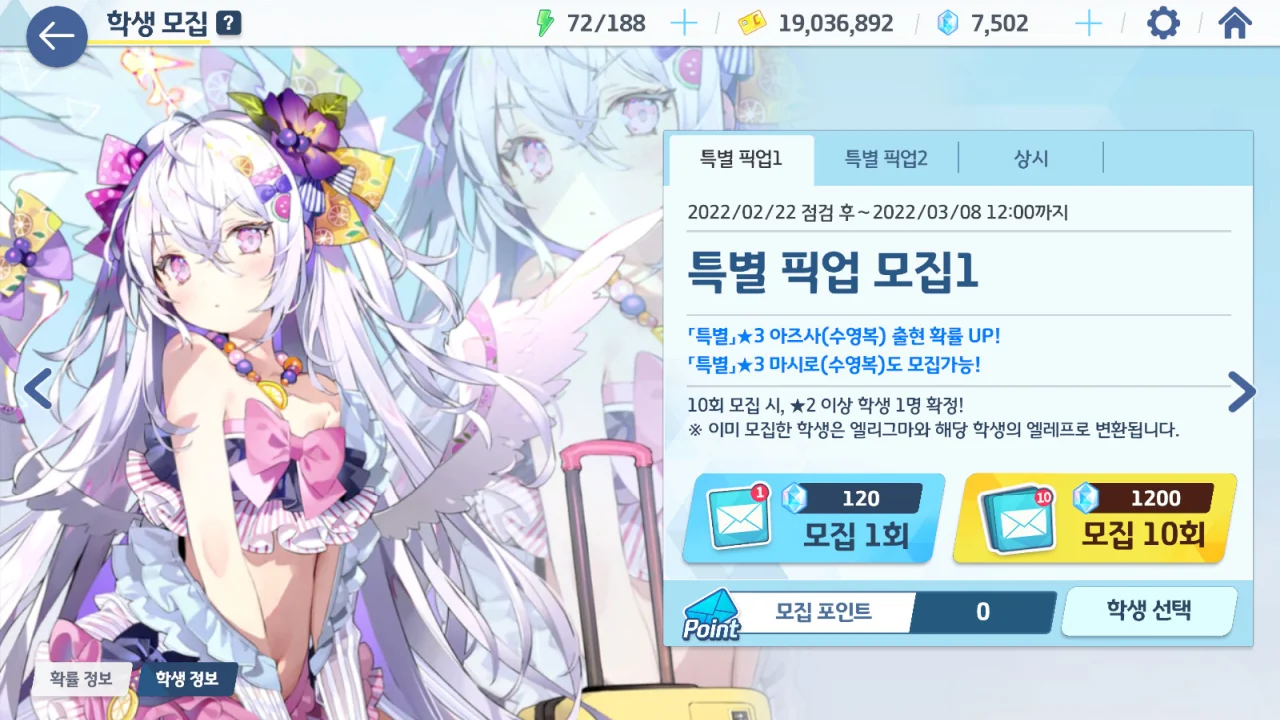 학생 모집 ?
72/188
19,036,892
7,502
특별 픽업1
특별 픽업2
상시
2022/02/22 점검 후~2022/03/08 12:00까지
특별 픽업 모집1
「특별」★3 아즈사(수영복) 출현 확률 UP!
「특별」★3 마시로(수영복)도 모집가능!
10회 모집 시, ★2 이상 학생 1명 확정!
※ 이미 모집한 학생은 엘리그마와 해당 학생의 엘레프로 변환됩니다.
1
120
모집 1회
10
1200
모집 10회
Point
모집 포인트
0
학생 선택
확률 정보
학생 정보